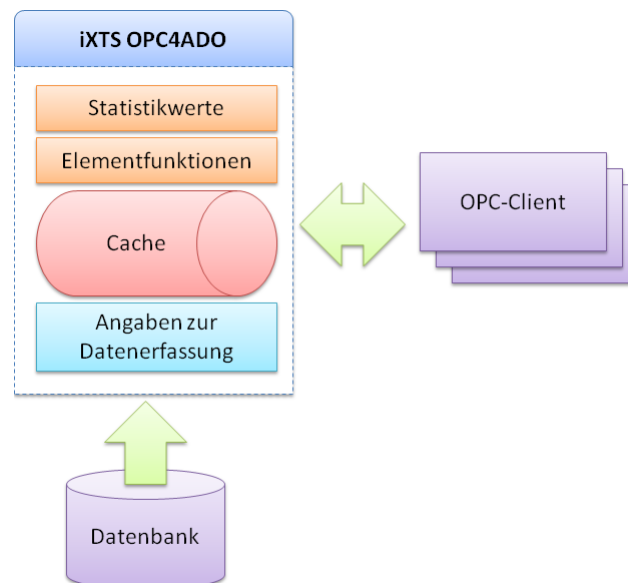 iXTS OPC4ADO
Statistikwerte
Elementfunktionen
Cache
Angaben zur
Datenerfassung
OPC-Client
Datenbank